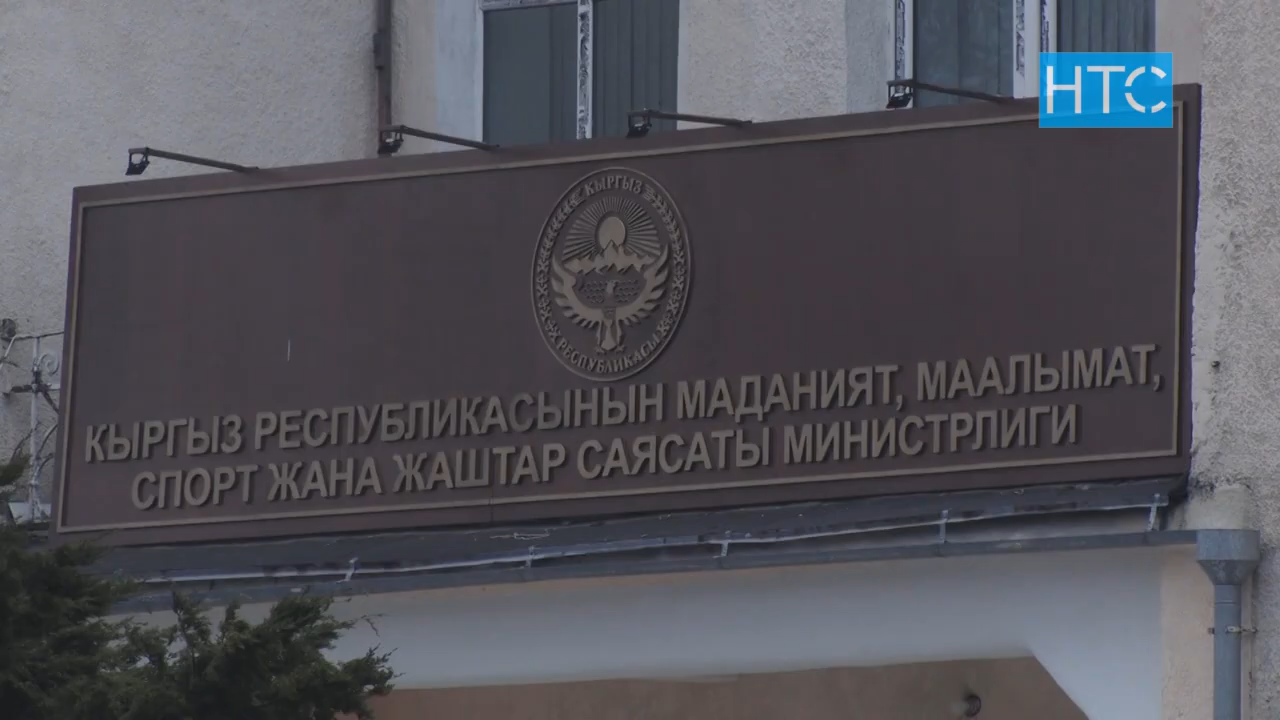 НТС
КЫРГЫЗ
РЕСПУБЛИКАСЫ
КЫРГЫЗ РЕСПУБЛИКАСЫНЫН МАДАНИЯТ, МААЛЫМАТ,
СПОРТ ЖАНА ЖАШТАР САЯСАТЫ МИНИСТРЛИГИ